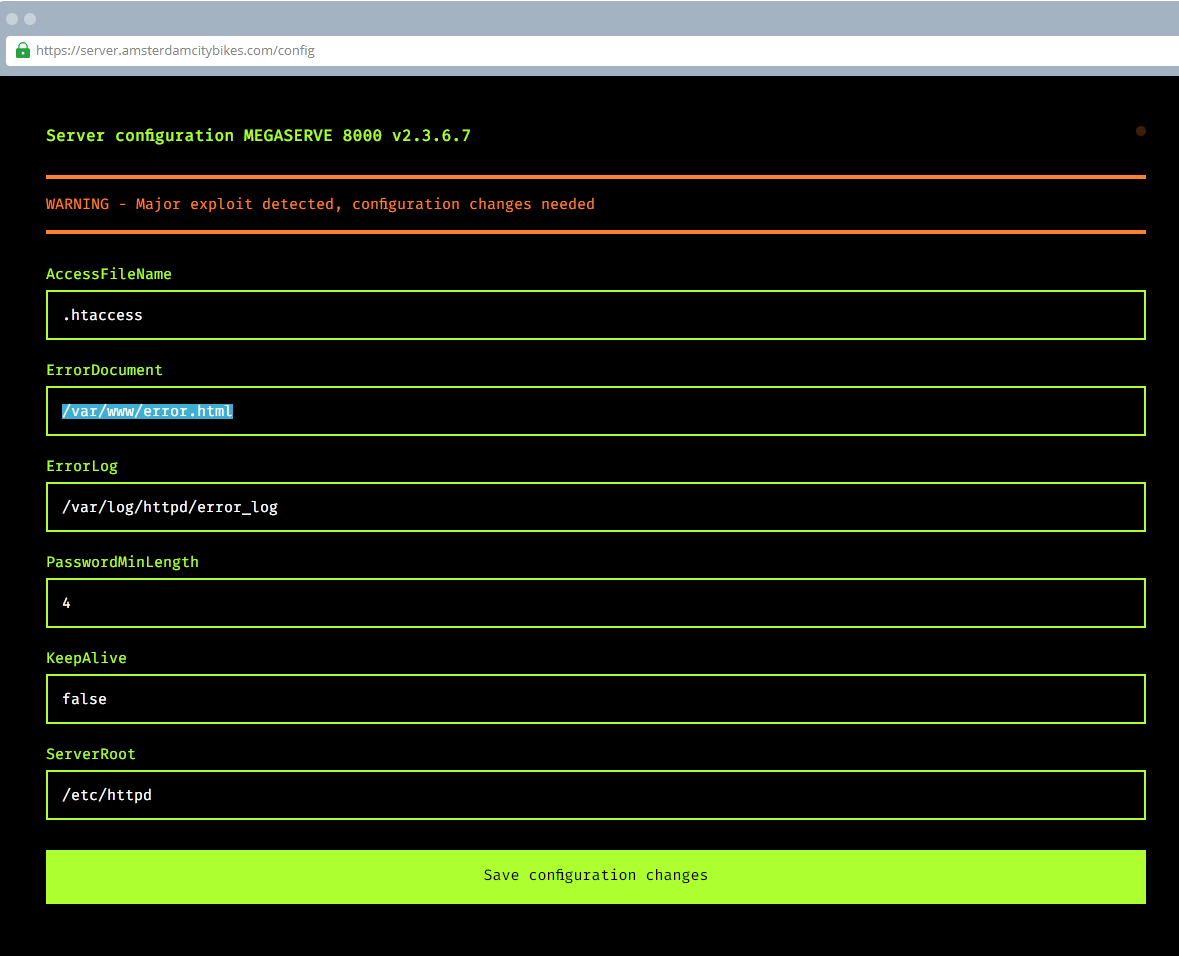 https://server.amsterdamcitybikes.com/config
Server configuration MEGASERVE 8000 v2.3.6.7
WARNING - Major exploit detected, configuration changes needed
AccessFileName
.htaccess
ErrorDocument
/var/www/error.html
ErrorLog
/var/log/httpd/error_log
PasswordMinLength
4
KeepAlive
false
ServerRoot
/etc/httpd
Save configuration changes